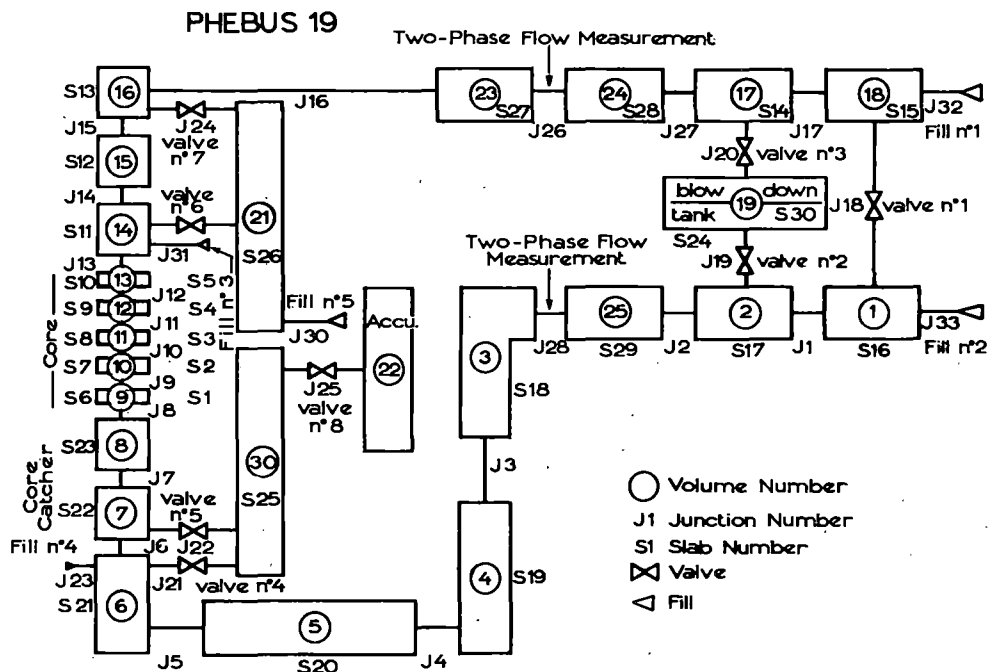 PHEBUS 19
Two-Phase Flow Measurement
S13 16 J16 23 S27 J26 24 S28 J27 17 S14 J17 18 S15 J32 Fill n°1
J15 J24 valve n°7
S12 15
J20 valve n°3
J14 valve n°6
blow down tank 19 S30 J18 valve n°1
S11 14 21 S24
J31 S26
Two-Phase Flow Measurement
J19 valve n°2
J13 Fill n°3
S10 13 S5
J12
S9 12 S4
Core J11
S8 11 S3
J10
S7 10 S2
J9
S6 9 S1
J8
Fill n°5
J30
Accu. 22
J25 valve n°8
3 S18 J28 25 S29 J2 2 S17 J1 1 S16 J33 Fill n°2
S23 8
J7
Core Catcher
S22 7
valve n°5
30 S25
J3
Fill n°4 J6 J22
J23 J21 valve n°4
S21 6
4 S19
5
J5 S20 J4
Volume Number
J1 Junction Number
S1 Slab Number
Valve
Fill